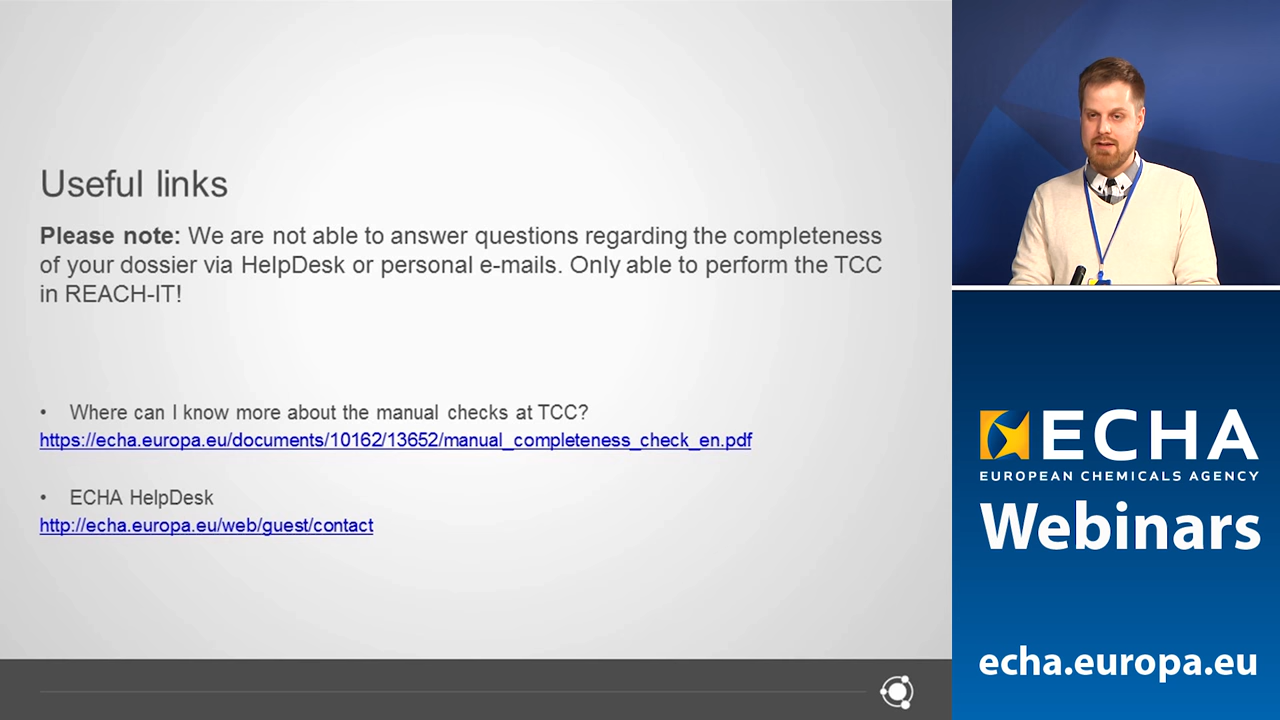 Useful links
Please note: We are not able to answer questions regarding the completeness
of your dossier via HelpDesk or personal e-mails. Only able to perform the TCC
in REACH-IT!
• Where can I know more about the manual checks at TCC?
https://echa.europa.eu/documents/10162/13652/manual_completeness_check_en.pdf
• ECHA HelpDesk
http://echa.europa.eu/web/guest/contact
ECHA
EUROPEAN CHEMICALS AGENCY
Webinars
echa.europa.eu